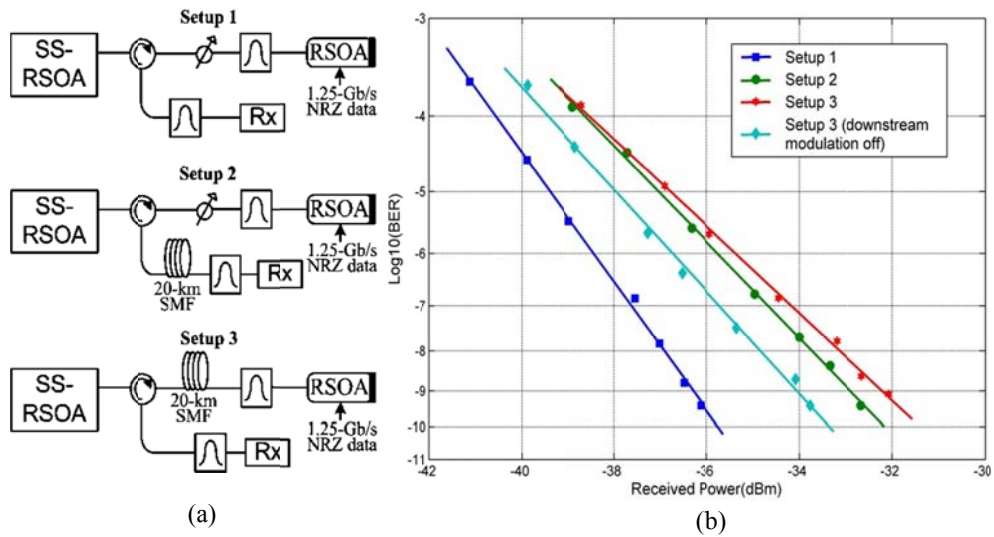 Setup 1
SS-
RSOA
RSOA
1.25-Gb/s
NRZ data
Rx
Setup 2
SS-
RSOA
RSOA
1.25-Gb/s
NRZ data
20-km
SMF
Rx
Setup 3
SS-
RSOA
20-km
SMF
RSOA
1.25-Gb/s
NRZ data
Rx
(a)
Setup 1
Setup 2
Setup 3
Setup 3 (downstream
modulation off)
Log10(BER)
-3
-4
-5
-6
-7
-8
-9
-10
-11
-42
-40
-38
-36
-34
-32
-30
Received Power(dBm)
(b)